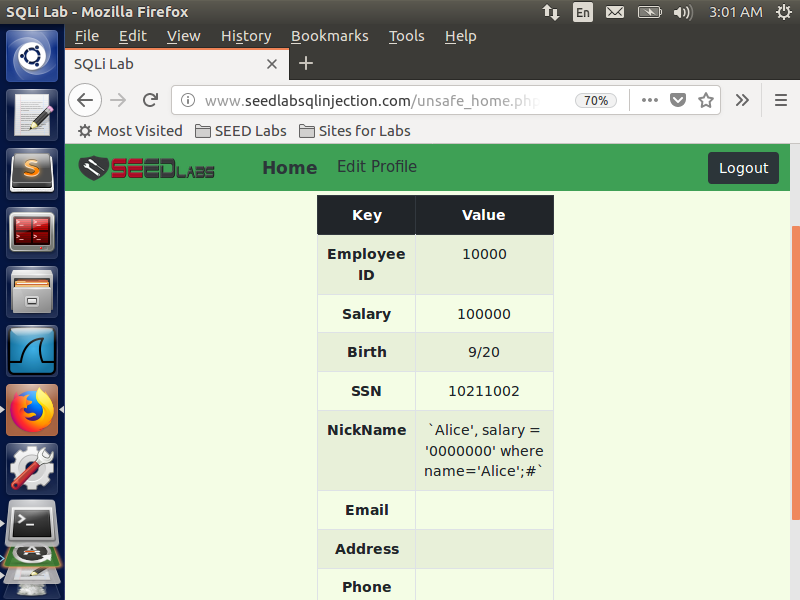 SQLi Lab - Mozilla Firefox
En
3:01 AM
File Edit View History Bookmarks Tools Help
SQLi Lab
www.seedlabsqlinjection.com/unsafe_home.php
70%
Most Visited
SEED Labs
Sites for Labs
SEEDLABS
Home
Edit Profile
Logout
Key Value
Employee ID 10000
Salary 100000
Birth 9/20
SSN 10211002
NickName `Alice', salary =
'0000000' where
name='Alice';#`
Email
Address
Phone